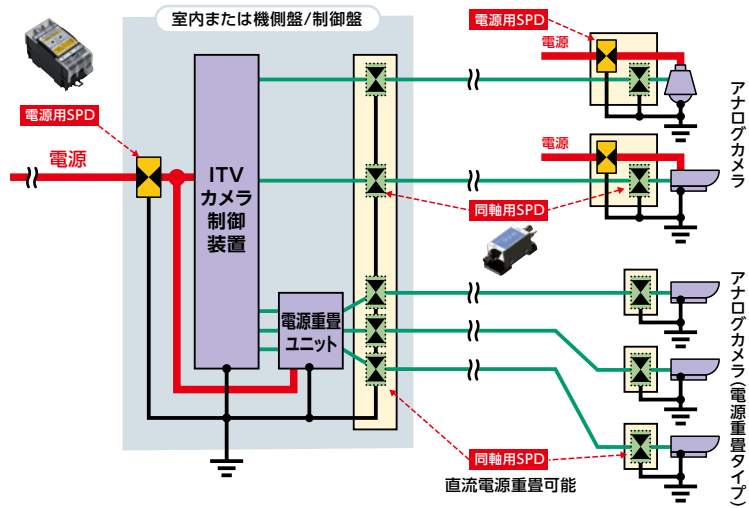 室内または機側盤/制御盤
電源用SPD
電源
アナログカメラ
電源用SPD
電源
ITV
カメラ
制御
装置
電源
同軸用SPD
電源重畳
ユニット
アナログカメラ(電源重畳タイプ)
同軸用SPD
直流電源重畳可能